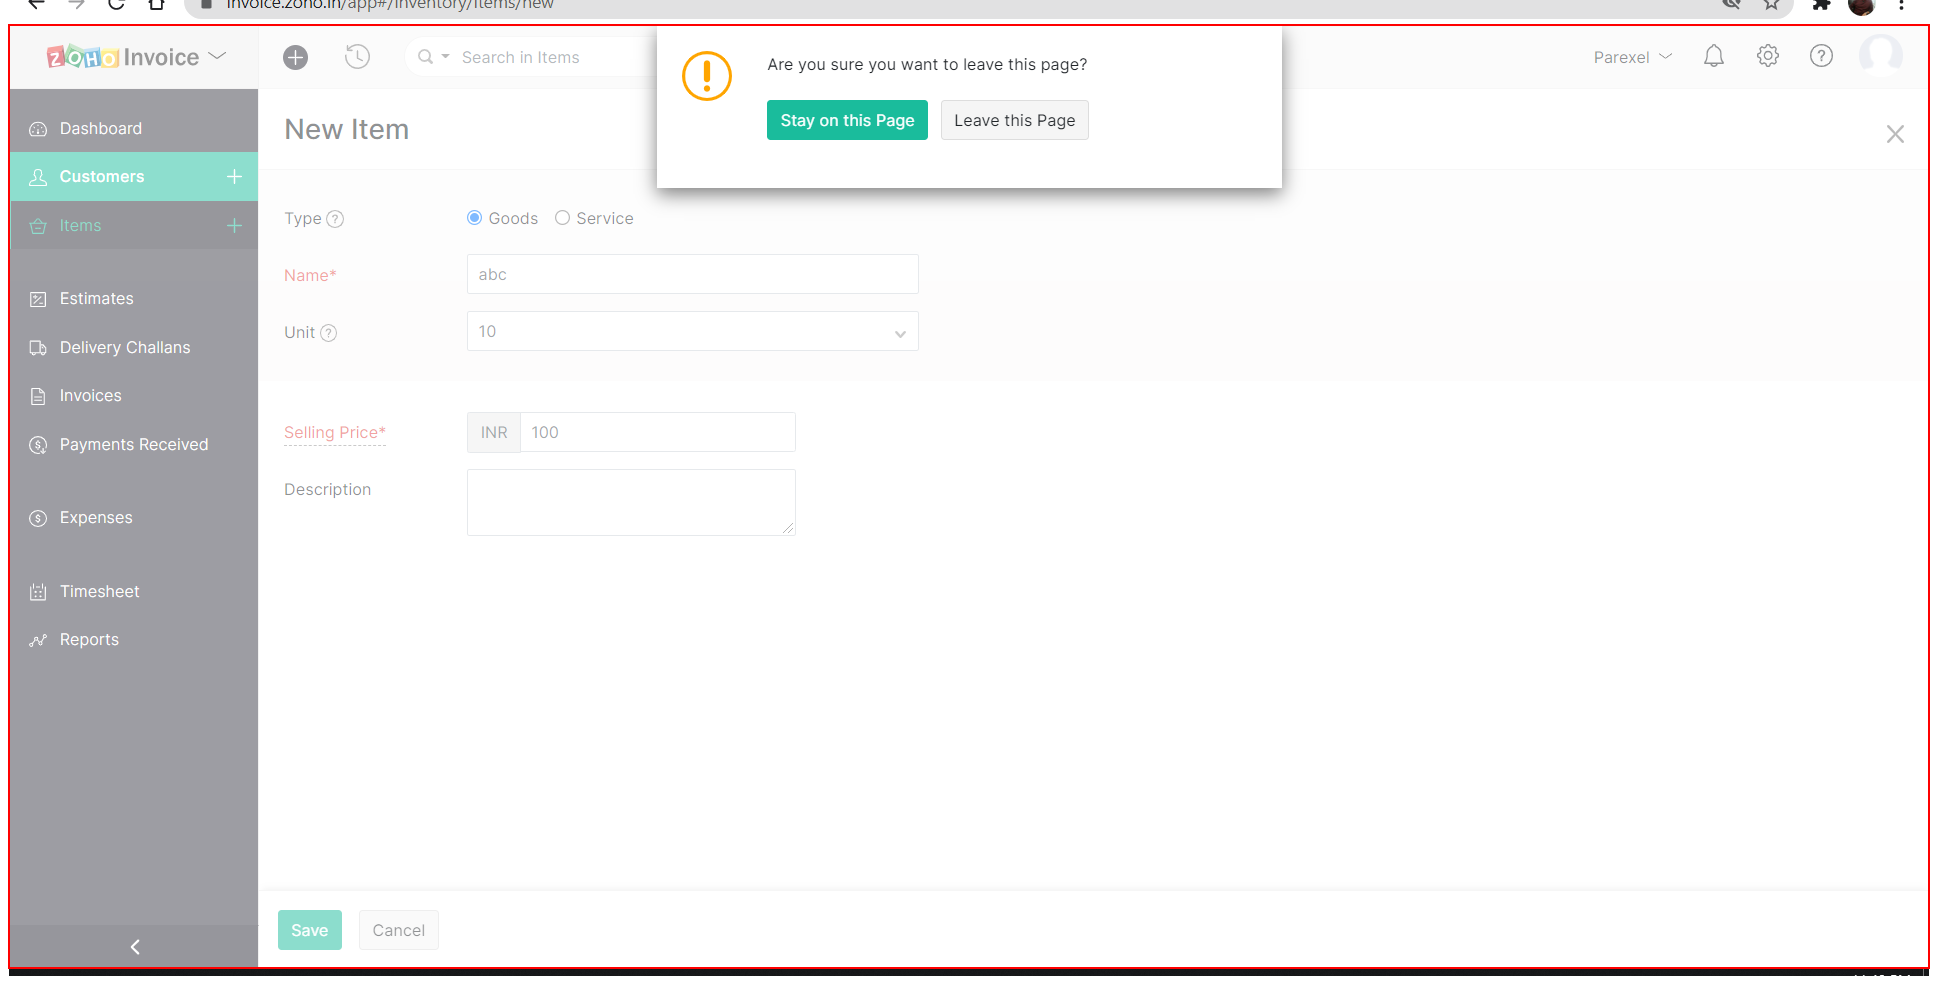 invoice.zoho.in/app#/inventory/items/new
ZOHO Invoice
Search in Items
Parexel
Are you sure you want to leave this page?
Stay on this Page
Leave this Page
Dashboard
Customers
Items
Estimates
Delivery Challans
Invoices
Payments Received
Expenses
Timesheet
Reports
New Item
Type ?
Goods
Service
Name*
abc
Unit ?
10
Selling Price*
INR
100
Description
Save
Cancel